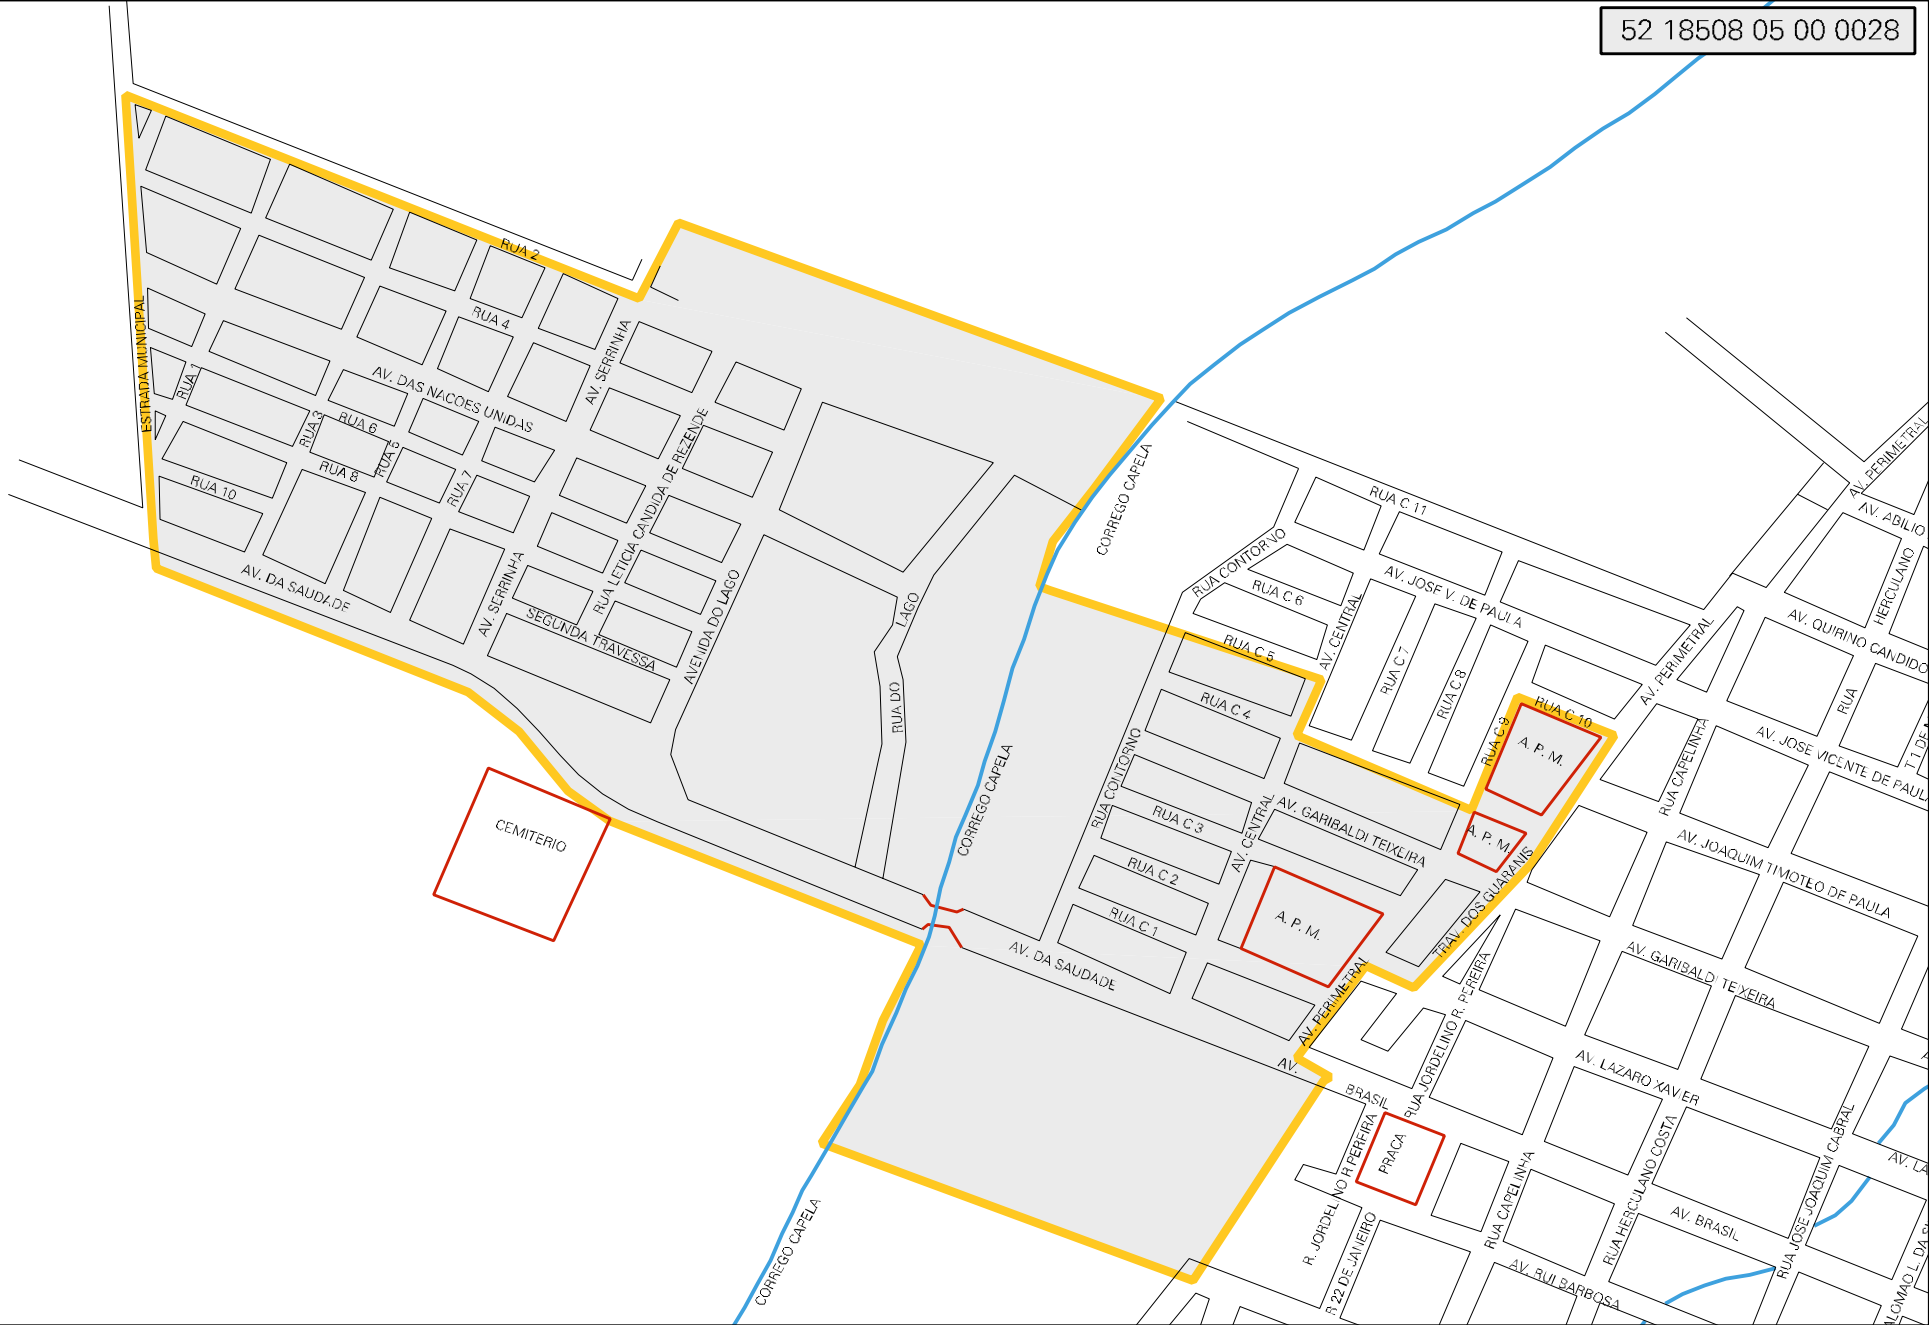 52 18508 05 00 0028
RUA 2
ESTRADA MUNICIPAL
RUA 4
AV. SERRINHA
AV. DAS NACOES UNIDAS
RUA 1
RUA 3
RUA 6
RUA 5
RUA 8
RUA 7
RUA 10
AV. DA SAUDADE
AV. SERRINHA
RUA LETICIA CANDIDA DE REZENDE
SEGUNDA TRAVESSA
AVENIDA DO LAGO
RUA DO
LAGO
CORREGO CAPELA
CORREGO CAPELA
CORREGO CAPELA
CEMITERIO
RUA C 11
RUA CONTORNO
RUA C 6
AV. JOSE V. DE PAULA
AV. CENTRAL
RUA C 5
RUA C 7
RUA C 8
RUA C 9
RUA C 10
RUA C 4
RUA CONTORNO
RUA C 3
AV. CENTRAL
AV. GARIBALDI TEIXEIRA
RUA C 2
RUA C 1
A. P. M.
A. P. M.
A. P. M.
TRAV. DOS GUARANIS
AV. DA SAUDADE
AV. PERIMETRAL
AV.
BRASIL
PRACA
AV. PERIMETRAL
AV. PERIMETRAL
AV. ABILIO
HERCULANO
AV. QUIRINO CANDIDO
RUA
RUA CAPELINHA
AV. JOSE VICENTE DE PAULA
AV. JOAQUIM TIMOTEO DE PAULA
AV. GARIBALDI TEIXEIRA
RUA JORDELINO R. PEREIRA
AV. LAZARO XAVIER
R. JORDELINO R PEREIRA
R 22 DE JANEIRO
RUA CAPELINHA
RUA HERCULANO COSTA
RUA JOSE JOAQUIM CABRAL
AV. BRASIL
AV. RUI BARBOSA
AV. LA